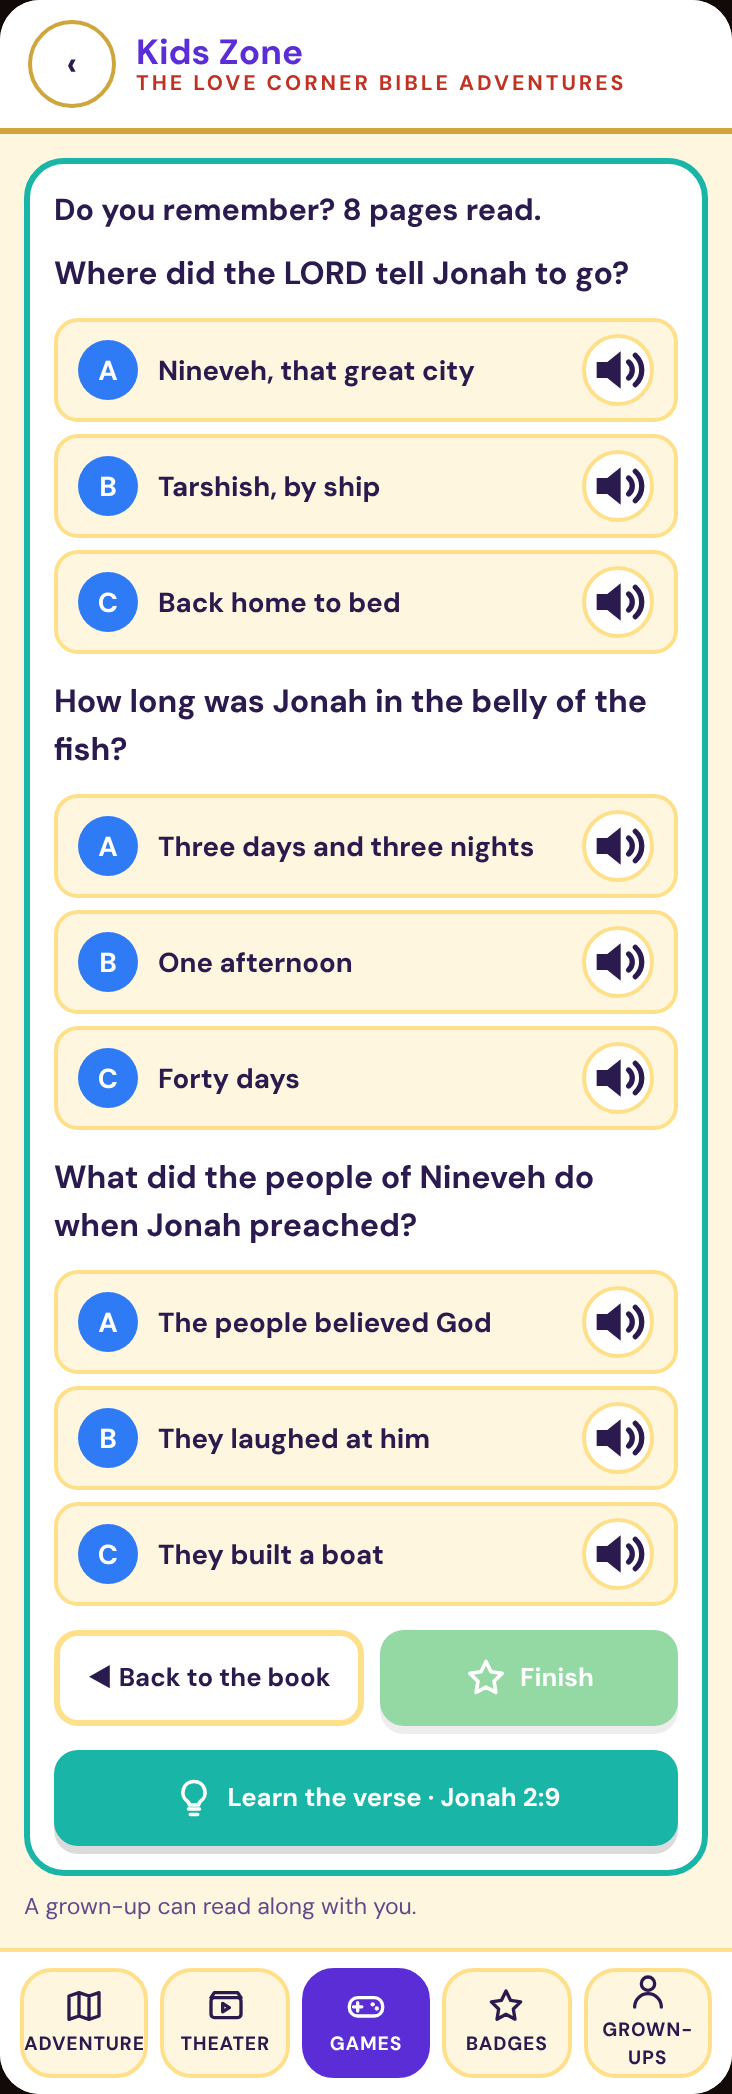 Kids Zone
THE LOVE CORNER BIBLE ADVENTURES
Do you remember? 8 pages read.
Where did the LORD tell Jonah to go?
A Nineveh, that great city
B Tarshish, by ship
C Back home to bed
How long was Jonah in the belly of the
fish?
A Three days and three nights
B One afternoon
C Forty days
What did the people of Nineveh do
when Jonah preached?
A The people believed God
B They laughed at him
C They built a boat
◀ Back to the book
Finish
Learn the verse · Jonah 2:9
A grown-up can read along with you.
ADVENTURE THEATER GAMES BADGES GROWN-
UPS